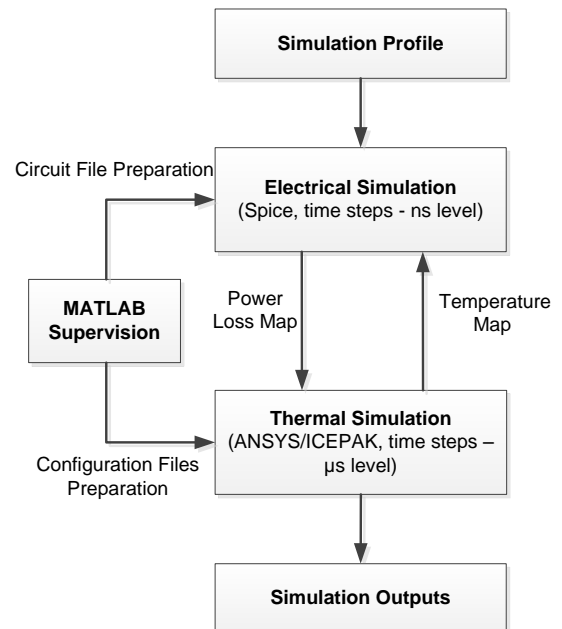 Simulation Profile
Circuit File Preparation
Electrical Simulation
(Spice, time steps - ns level)
MATLAB
Supervision
Power
Loss Map
Temperature
Map
Thermal Simulation
(ANSYS/ICEPAK, time steps –
µs level)
Configuration Files
Preparation
Simulation Outputs